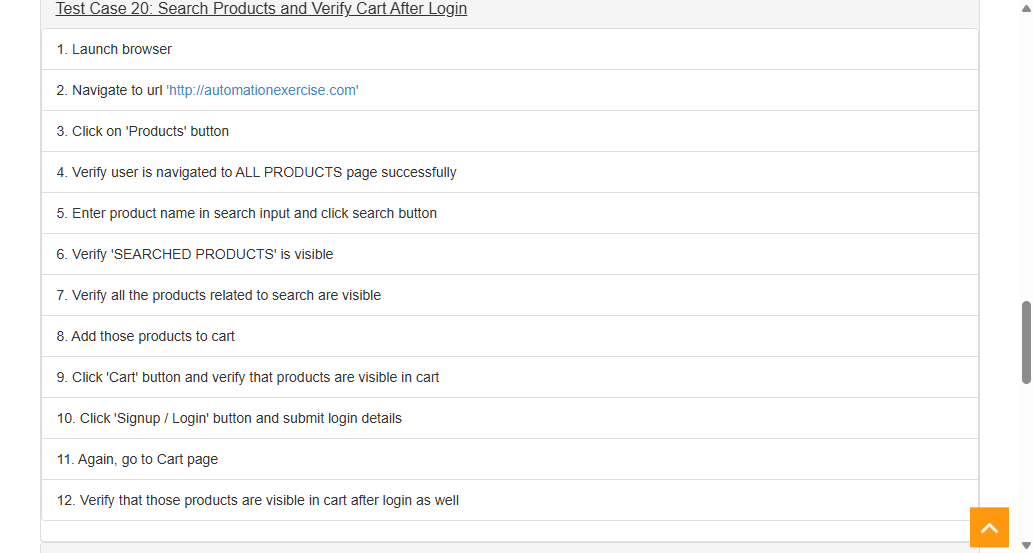 Test Case 20: Search Products and Verify Cart After Login
1. Launch browser
2. Navigate to url 'http://automationexercise.com'
3. Click on 'Products' button
4. Verify user is navigated to ALL PRODUCTS page successfully
5. Enter product name in search input and click search button
6. Verify 'SEARCHED PRODUCTS' is visible
7. Verify all the products related to search are visible
8. Add those products to cart
9. Click 'Cart' button and verify that products are visible in cart
10. Click 'Signup / Login' button and submit login details
11. Again, go to Cart page
12. Verify that those products are visible in cart after login as well